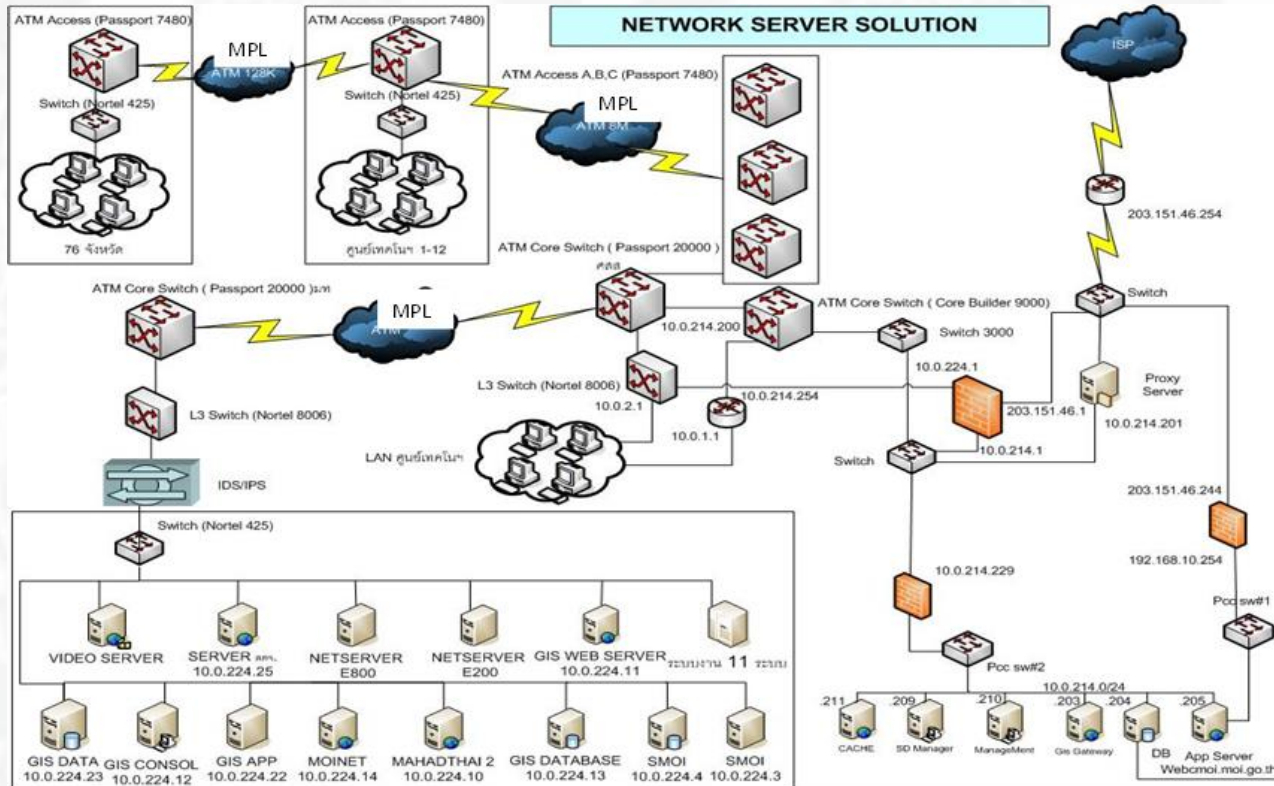 NETWORK SERVER SOLUTION
ATM Access (Passport 7480)
MPL
ATM 128K
Switch (Nortel 425)
76 จังหวัด
ATM Access (Passport 7480)
Switch (Nortel 425)
ศูนย์เทคโนฯ 1-12
MPL
ATM 8M
ATM Access A,B,C (Passport 7480)
ISP
203.151.46.254
Switch
ATM Core Switch ( Passport 20000 )
ศสส
ATM Core Switch ( Passport 20000 )มท
MPL
ATM
10.0.214.200
ATM Core Switch ( Core Builder 9000)
Switch 3000
10.0.224.1
L3 Switch (Nortel 8006)
10.0.2.1
10.0.214.254
10.0.1.1
LAN ศูนย์เทคโนฯ
203.151.46.1
10.0.214.1
Switch
Proxy
Server
10.0.214.201
203.151.46.244
192.168.10.254
L3 Switch (Nortel 8006)
IDS/IPS
Switch (Nortel 425)
10.0.214.229
Pcc sw#1
Pcc sw#2
10.0.214.0/24
VIDEO SERVER
SERVER
10.0.224.25
NETSERVER
E800
NETSERVER
E200
GIS WEB SERVER
10.0.224.11
ระบบงาน 11 ระบบ
GIS DATA
10.0.224.23
GIS CONSOL
10.0.224.12
GIS APP
10.0.224.22
MOINET
10.0.224.14
MAHADTHAI 2
10.0.224.10
GIS DATABASE
10.0.224.13
SMOI
10.0.224.4
SMOI
10.0.224.3
.211
.209
.210
.203
.204
.205
CACHE
SD Manager
ManageMent
Gis Gateway
DB
App Server
Webcmoi.moi.go.th